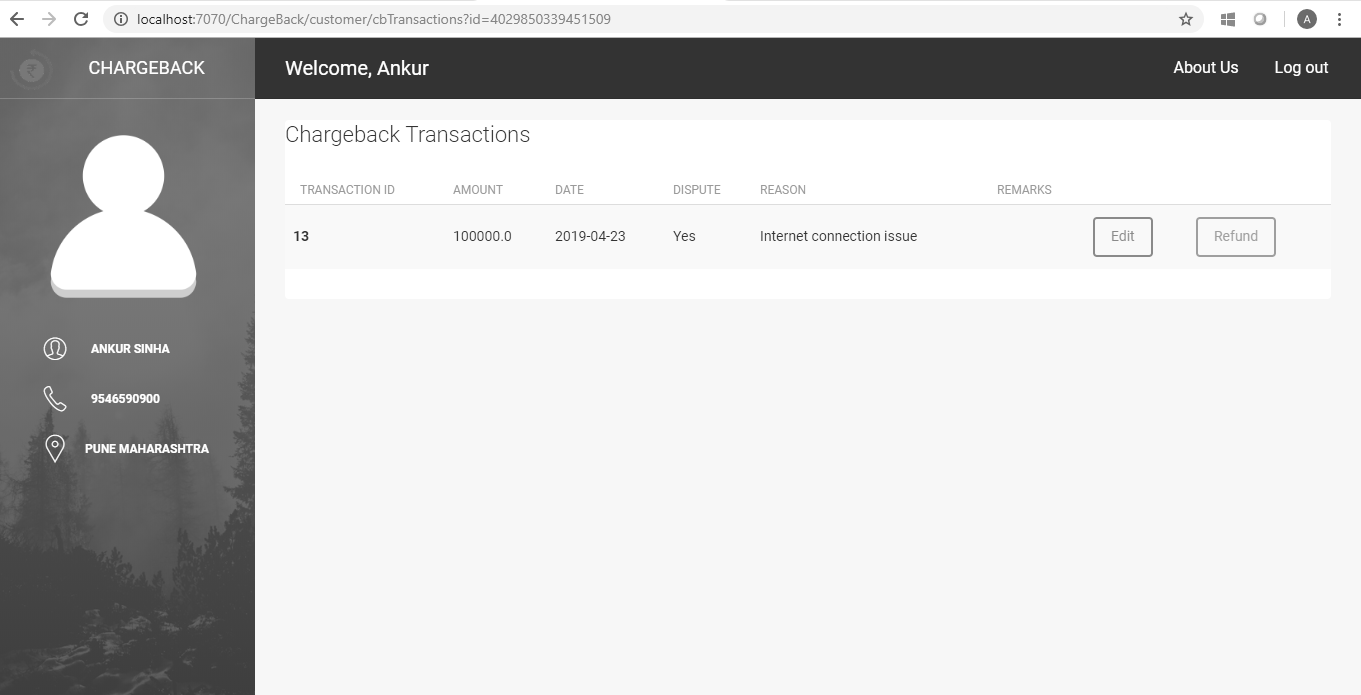 localhost:7070/ChargeBack/customer/cbTransactions?id=4029850339451509
A
₹
CHARGEBACK
Welcome, Ankur
About Us
Log out
Chargeback Transactions
TRANSACTION ID AMOUNT DATE DISPUTE REASON REMARKS
13 100000.0 2019-04-23 Yes Internet connection issue Edit Refund
ANKUR SINHA
9546590900
PUNE MAHARASHTRA